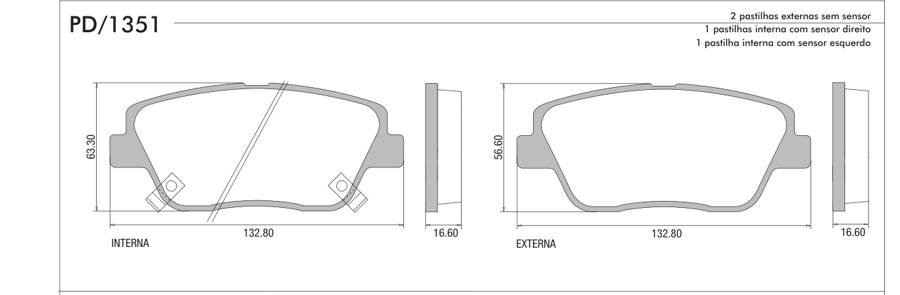 PD/1351
2 pastilhas externas sem sensor
1 pastilhas interna com sensor direito
1 pastilha interna com sensor esquerdo
63.30
132.80
16.60
INTERNA
56.60
132.80
16.60
EXTERNA